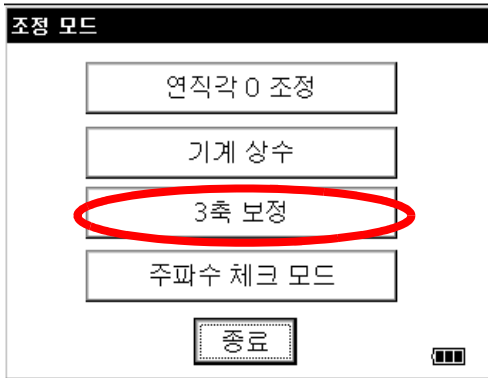 조정 모드
연직각 0 조정
기계 상수
3축 보정
주파수 체크 모드
종료